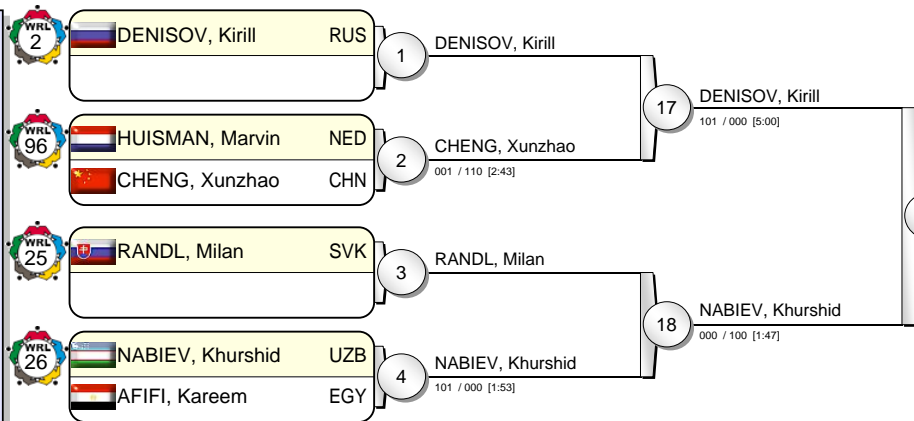 WRL
2
DENISOV, Kirill RUS
1
DENISOV, Kirill
WRL
96
HUISMAN, Marvin NED
CHENG, Xunzhao CHN
2
CHENG, Xunzhao
001 / 110 [2:43]
17
DENISOV, Kirill
101 / 000 [5:00]
WRL
25
RANDL, Milan SVK
3
RANDL, Milan
WRL
26
NABIEV, Khurshid UZB
AFIFI, Kareem EGY
4
NABIEV, Khurshid
101 / 000 [1:53]
18
NABIEV, Khurshid
000 / 100 [1:47]